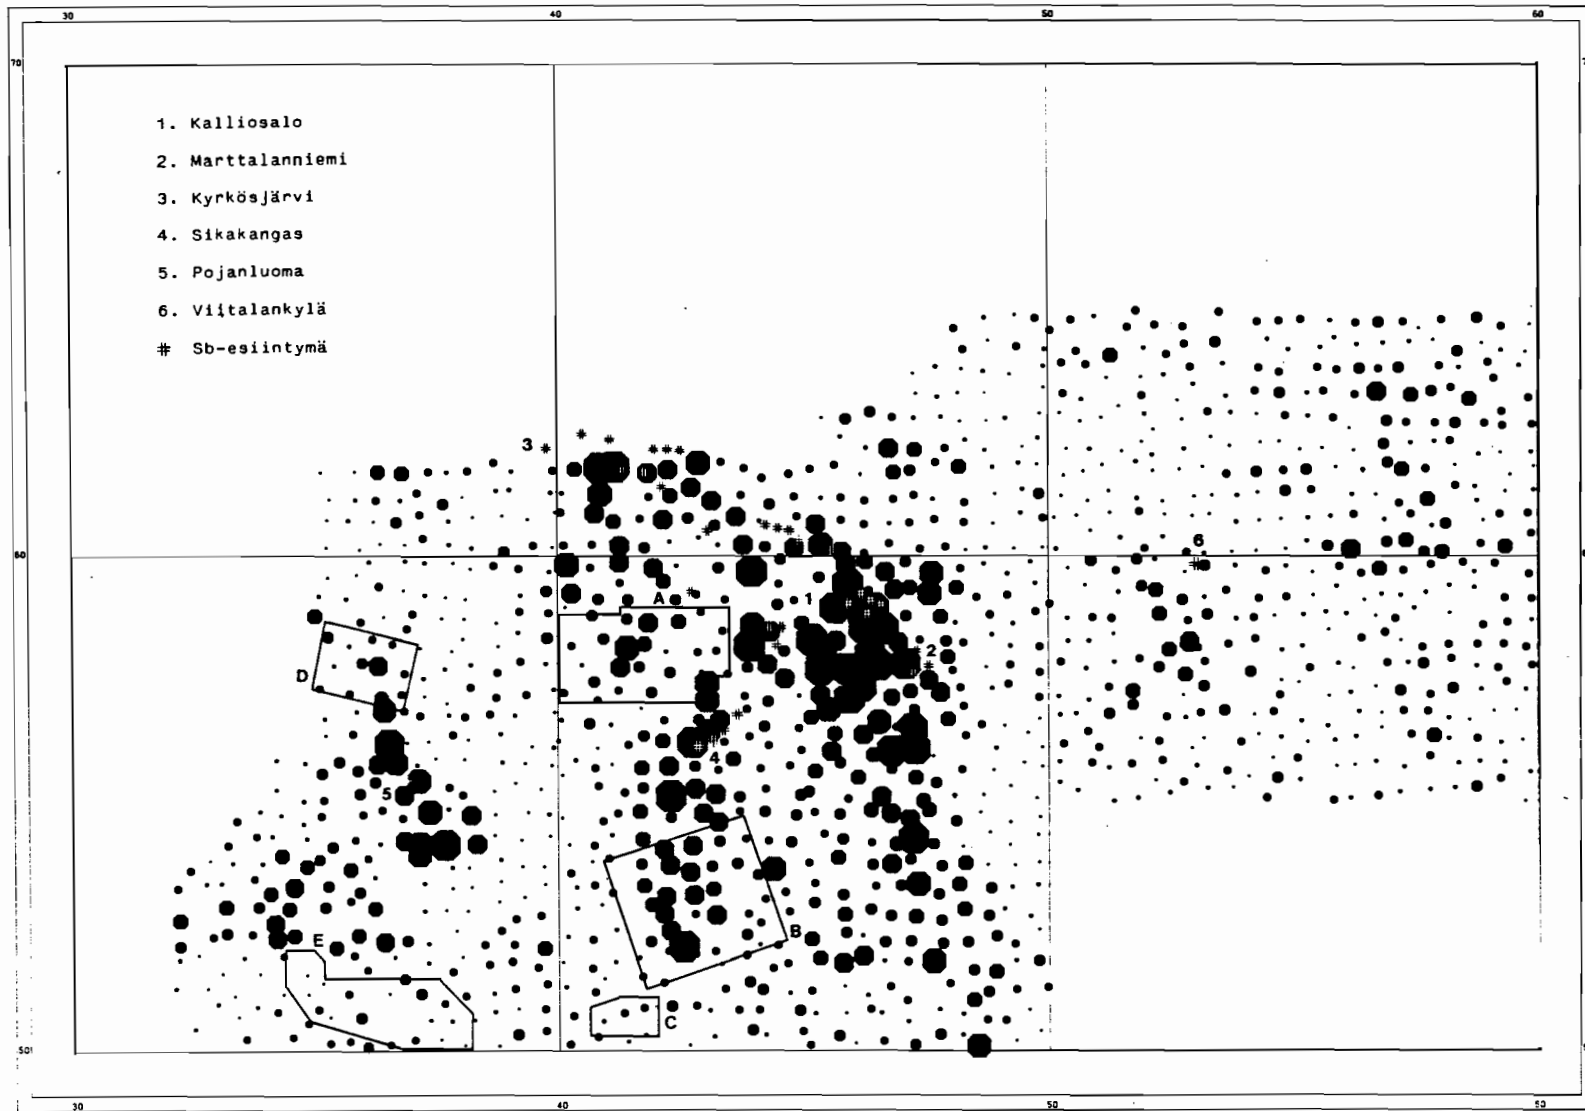 30 40 50 60
70
1. Kalliosalo
2. Marttalanniemi
3. Kyrkösjärvi
4. Sikakangas
5. Pojanluoma
6. Viitalankylä
# Sb-esiintymä
3
60
6
A
1
2
D
4
5
B
E
C
50
30 40 50 60